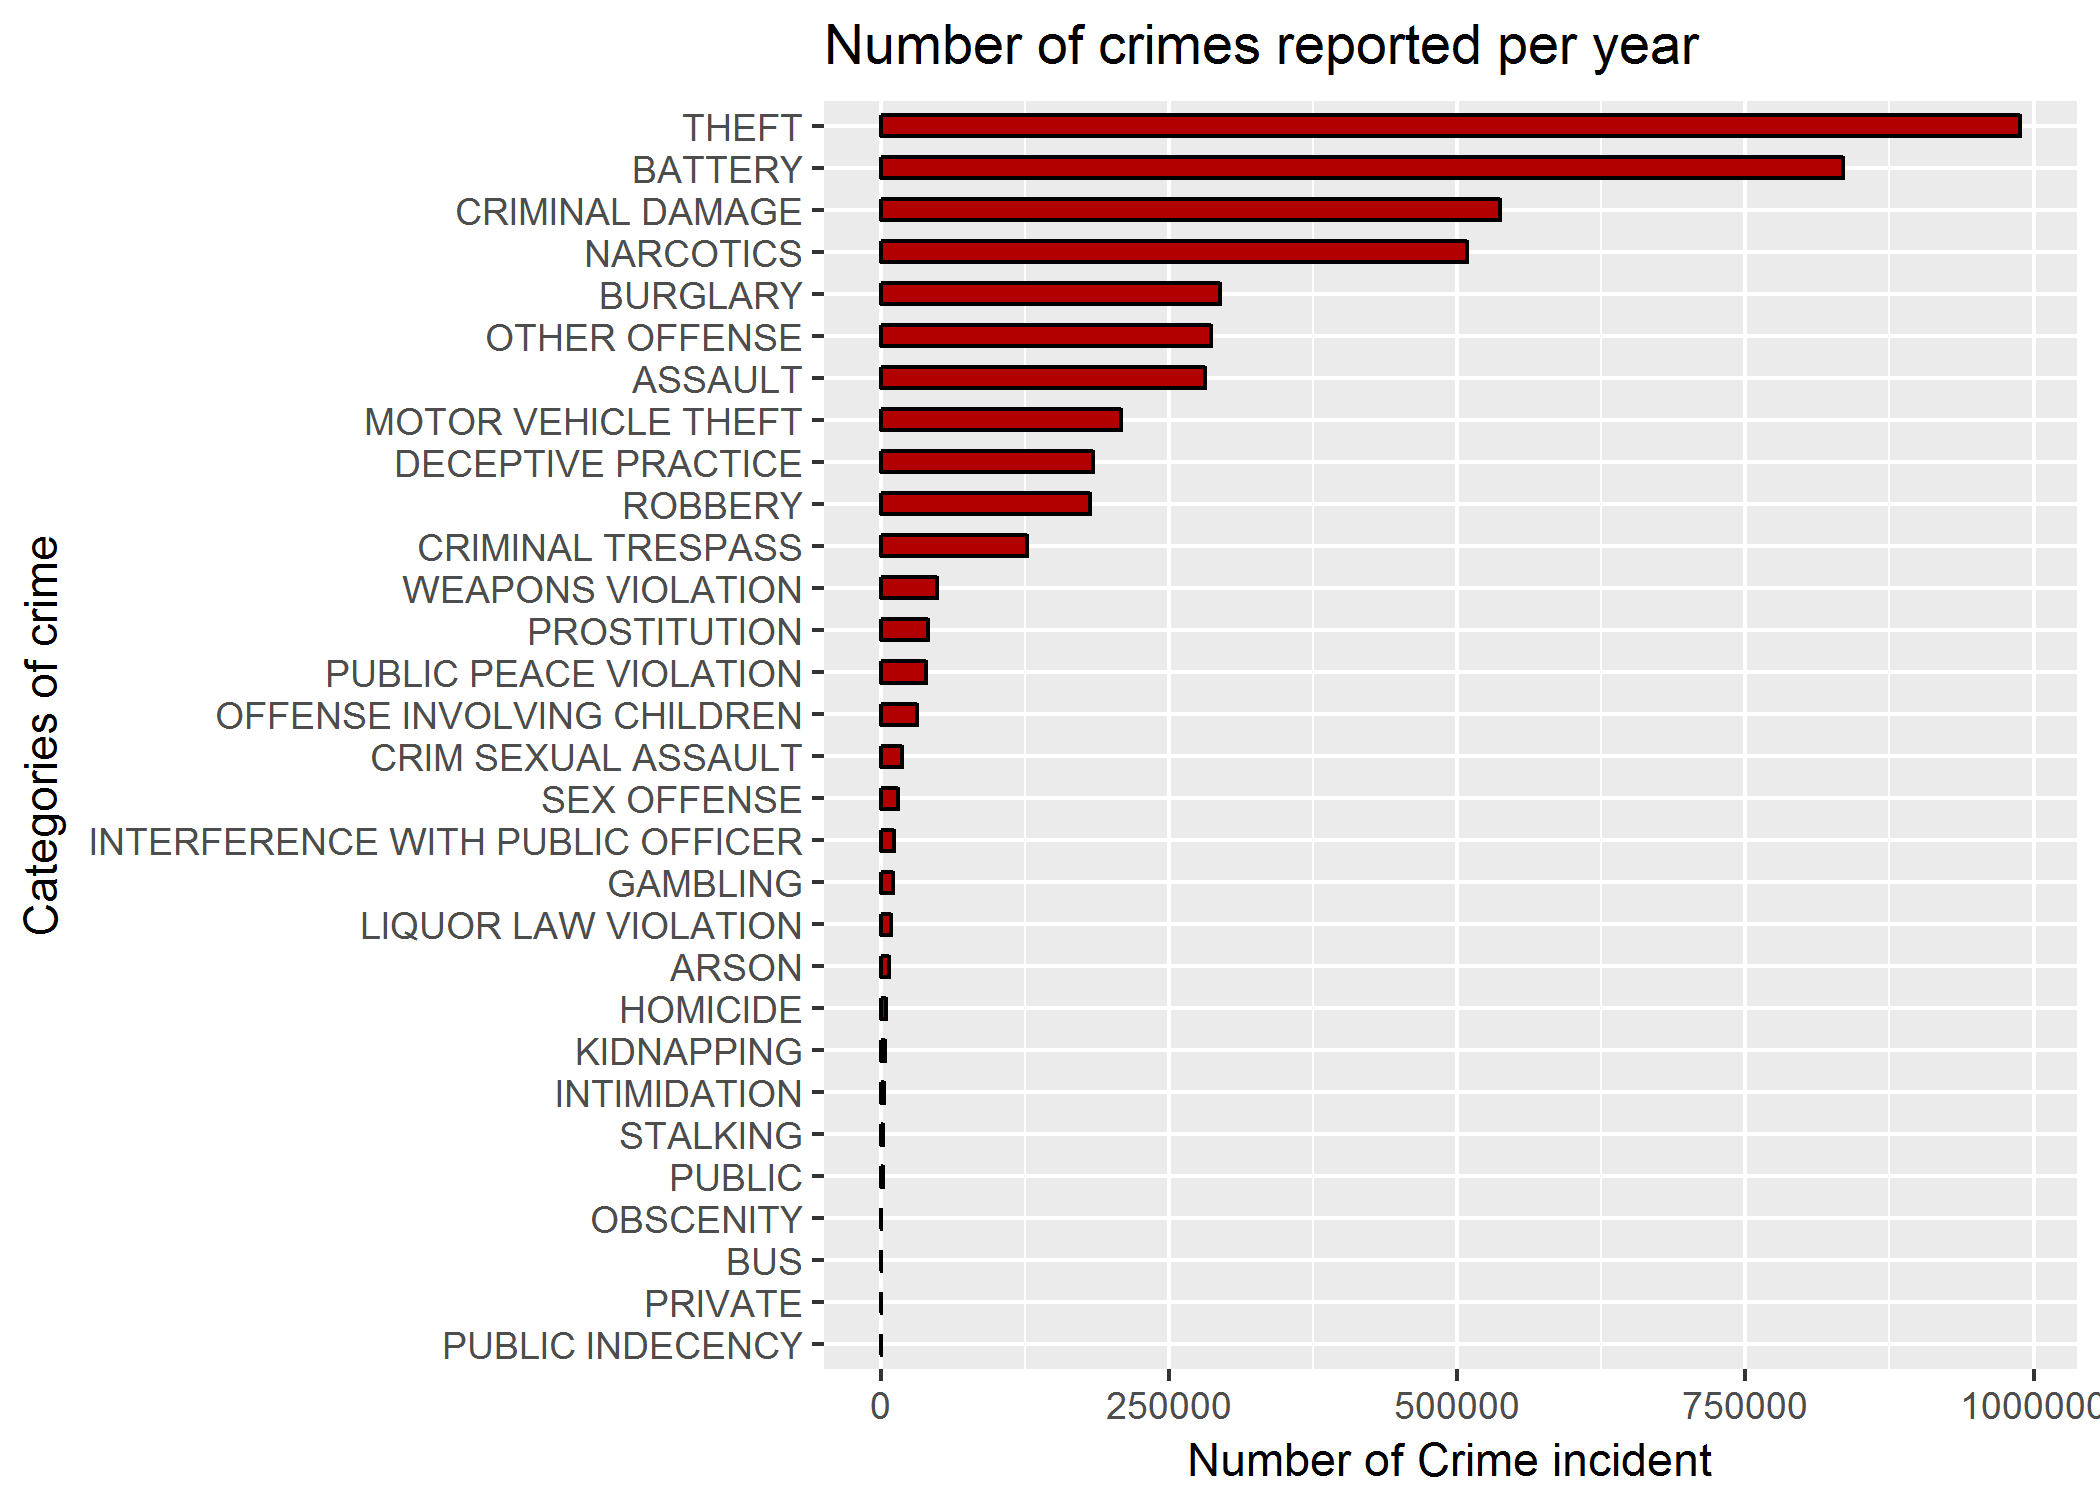 Number of crimes reported per year
THEFT
BATTERY
CRIMINAL DAMAGE
NARCOTICS
BURGLARY
OTHER OFFENSE
ASSAULT
MOTOR VEHICLE THEFT
DECEPTIVE PRACTICE
ROBBERY
CRIMINAL TRESPASS
WEAPONS VIOLATION
PROSTITUTION
PUBLIC PEACE VIOLATION
OFFENSE INVOLVING CHILDREN
CRIM SEXUAL ASSAULT
SEX OFFENSE
INTERFERENCE WITH PUBLIC OFFICER
GAMBLING
LIQUOR LAW VIOLATION
ARSON
HOMICIDE
KIDNAPPING
INTIMIDATION
STALKING
PUBLIC
OBSCENITY
BUS
PRIVATE
PUBLIC INDECENCY
Categories of crime
0 250000 500000 750000 1000000
Number of Crime incident